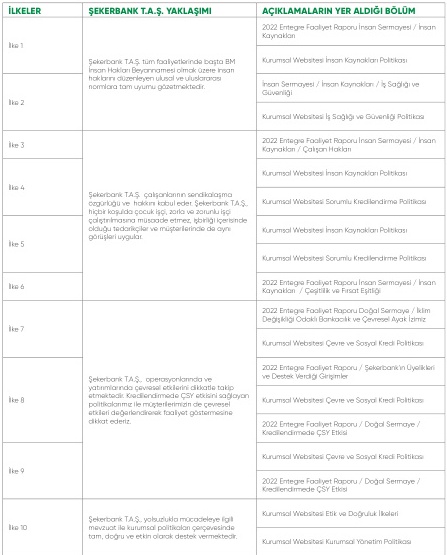 İLKELER
ŞEKERBANK T.A.Ş. YAKLAŞIMI
AÇIKLAMALARIN YER ALDIĞI BÖLÜM
İlke 1
Şekerbank T.A.Ş. tüm faaliyetlerinde başta BM
İnsan Hakları Beyannamesi olmak üzere insan
haklarını düzenleyen ulusal ve uluslararası
normlara tam uyumu gözetmektedir.
2022 Entegre Faaliyet Raporu İnsan Sermayesi / İnsan
Kaynakları
Kurumsal Websitesi İnsan Kaynakları Politikası
İlke 2
İnsan Sermayesi / İnsan Kaynakları / İş Sağlığı ve
Güvenliği
Kurumsal Websitesi İş Sağlığı ve Güvenliği Politikası
İlke 3
Şekerbank T.A.Ş. çalışanlarının sendikalaşma
özgürlüğü ve hakkını kabul eder, Şekerbank T.A.Ş.,
hiçbir koşulda çocuk işçi, zorla ve zorunlu işçi
çalıştırılmasına müsaade etmez, işbirliği içerisinde
olduğu tedarikçiler ve müşterilerinde de aynı
görüşleri uygular.
2022 Entegre Faaliyet Raporu İnsan Sermayesi / İnsan
Kaynakları / Çalışan Hakları
İlke 4
Kurumsal Websitesi İnsan Kaynakları Politikası
Kurumsal Websitesi Sorumlu Kredilendirme Politikası
İlke 5
Kurumsal Websitesi İnsan Kaynakları Politikası
Kurumsal Websitesi Sorumlu Kredilendirme Politikası
İlke 6
2022 Entegre Faaliyet Raporu İnsan Sermayesi / İnsan
Kaynakları / Çeşitlilik ve Fırsat Eşitliği
İlke 7
Şekerbank T.A.Ş., operasyonlarında ve
yatırımlarında çevresel etkilerini dikkatle takip
etmektedir. Kredilendirmede ÇSY etkisini sağlayan
politikalarımız ile müşterilerimizin de çevresel
etkileri değerlendirerek faaliyet göstermesine
dikkat ederiz.
2022 Entegre Faaliyet Raporu Doğal Sermaye / İklim
Değişikliği Odaklı Bankacılık ve Çevresel Ayak İzimiz
Kurumsal Websitesi Çevre ve Sosyal Kredi Politikası
İlke 8
2022 Entegre Faaliyet Raporu / Şekerbank'ın Üyelikleri
ve Destek Verdiği Girişimler
Kurumsal Websitesi Çevre ve Sosyal Kredi Politikası
2022 Entegre Faaliyet Raporu / Doğal Sermaye /
Kredilendirmede ÇSY Etkisi
İlke 9
Kurumsal Websitesi Çevre ve Sosyal Kredi Politikası
2022 Entegre Faaliyet Raporu / Doğal Sermaye /
Kredilendirmede ÇSY Etkisi
İlke 10
Şekerbank T.A.Ş., yolsuzlukla mücadeleye ilgili
mevzuat ile kurumsal politikaları çerçevesinde
tam, doğru ve etkin olarak destek vermektedir.
Kurumsal Websitesi Etik ve Doğruluk İlkeleri
Kurumsal Websitesi Kurumsal Yönetim Politikası